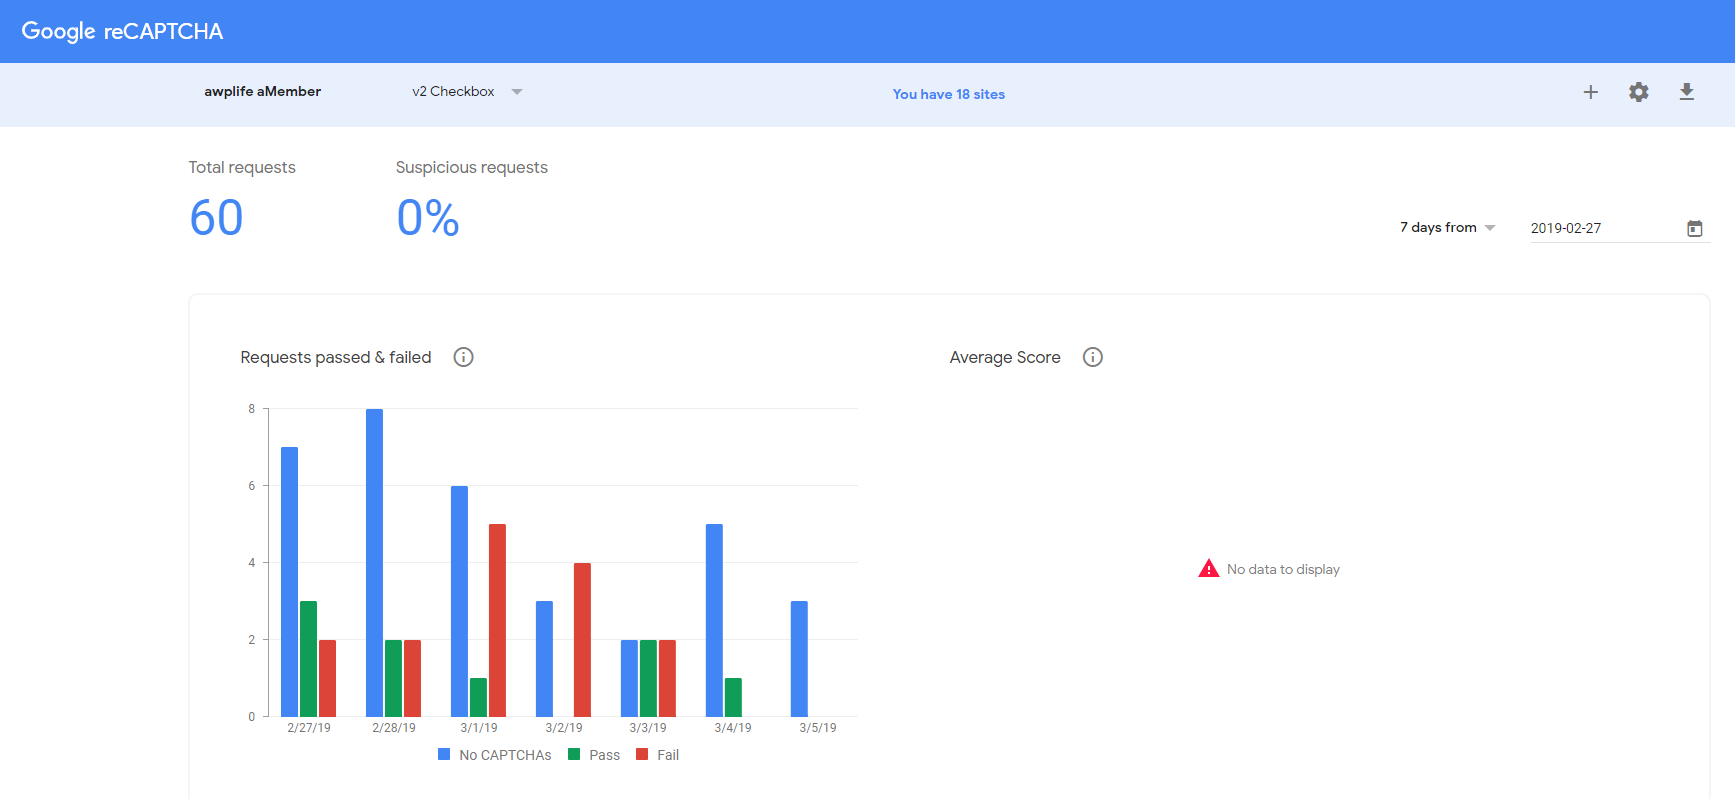 Google reCAPTCHA
awplife aMember v2 Checkbox You have 18 sites
Total requests Suspicious requests
60 0%
7 days from 2019-02-27
Requests passed & failed Average Score
8
6
4
2
0
No data to display
2/27/19 2/28/19 3/1/19 3/2/19 3/3/19 3/4/19 3/5/19
No CAPTCHAs Pass Fail